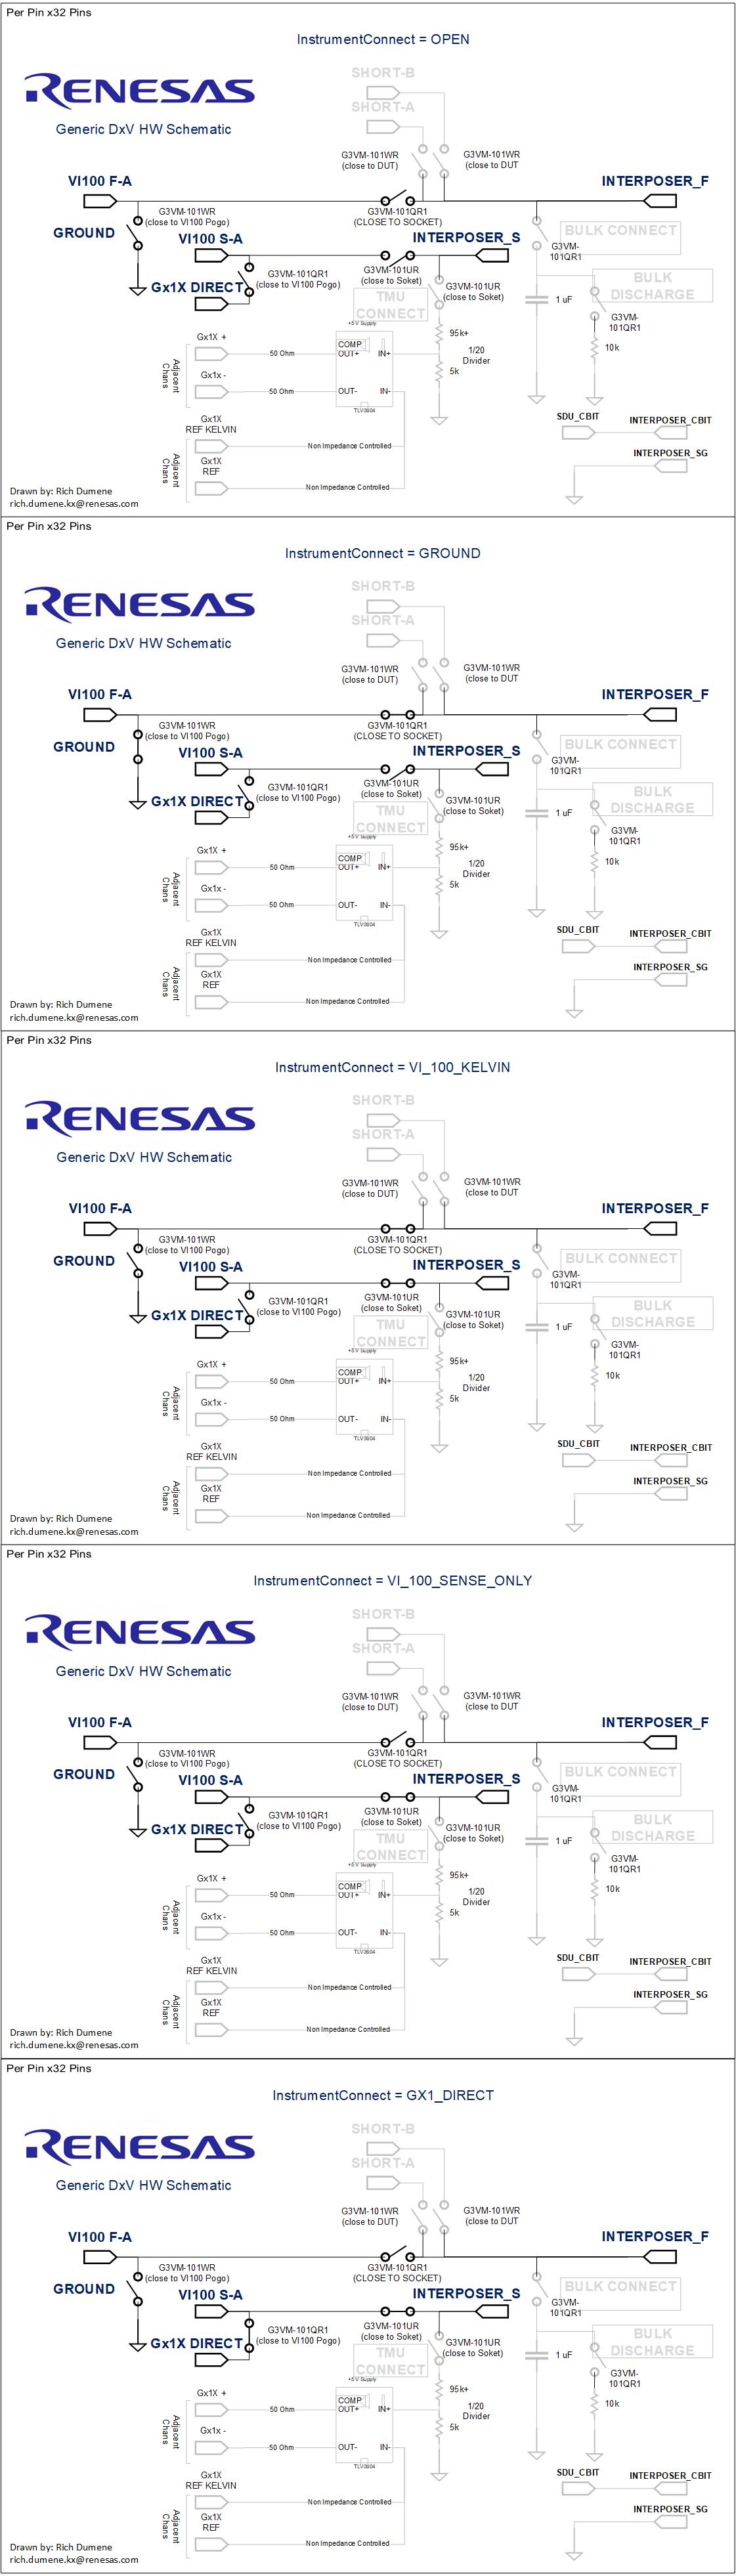 Per Pin x32 Pins
InstrumentConnect = OPEN
SHORT-B
RENESAS
SHORT-A
Generic DxV HW Schematic
G3VM-101WR
(close to DUT)
G3VM-101WR
(close to DUT
VI100 F-A
INTERPOSER_F
G3VM-101WR
(close to VI100 Pogo)
G3VM-101QR1
(CLOSE TO SOCKET)
GROUND
BULK CONNECT
VI100 S-A
INTERPOSER_S
G3VM-
101QR1
G3VM-101QR1
(close to VI100 Pogo)
G3VM-101UR
(close to Soket)
G3VM-101UR
(close to Soket)
Gx1X DIRECT
BULK
DISCHARGE
TMU
CONNECT
1 uF
G3VM-
101QR1
+5 V Supply
95k+
Gx1X +
COMP
OUT+
IN+
50 Ohm
1/20
Divider
10k
5k
Gx1x -
50 Ohm
OUT-
IN-
Adjacent
Chans
TLV3604
Gx1X
REF KELVIN
SDU_CBIT
INTERPOSER_CBIT
Non Impedance Controlled
INTERPOSER_SG
Gx1X
REF
Adjacent
Chans
Non Impedance Controlled
Drawn by: Rich Dumene
rich.dumene.kx@renesas.com
Per Pin x32 Pins
InstrumentConnect = GROUND
SHORT-B
RENESAS
SHORT-A
Generic DxV HW Schematic
G3VM-101WR
(close to DUT)
G3VM-101WR
(close to DUT
VI100 F-A
INTERPOSER_F
G3VM-101WR
(close to VI100 Pogo)
G3VM-101QR1
(CLOSE TO SOCKET)
GROUND
BULK CONNECT
VI100 S-A
INTERPOSER_S
G3VM-
101QR1
G3VM-101QR1
(close to VI100 Pogo)
G3VM-101UR
(close to Soket)
G3VM-101UR
(close to Soket)
Gx1X DIRECT
BULK
DISCHARGE
TMU
CONNECT
1 uF
G3VM-
101QR1
+5 V Supply
95k+
Gx1X +
COMP
OUT+
IN+
50 Ohm
1/20
Divider
10k
5k
Gx1x -
50 Ohm
OUT-
IN-
Adjacent
Chans
TLV3604
Gx1X
REF KELVIN
SDU_CBIT
INTERPOSER_CBIT
Non Impedance Controlled
INTERPOSER_SG
Gx1X
REF
Adjacent
Chans
Non Impedance Controlled
Drawn by: Rich Dumene
rich.dumene.kx@renesas.com
Per Pin x32 Pins
InstrumentConnect = VI_100_KELVIN
SHORT-B
RENESAS
SHORT-A
Generic DxV HW Schematic
G3VM-101WR
(close to DUT)
G3VM-101WR
(close to DUT
VI100 F-A
INTERPOSER_F
G3VM-101WR
(close to VI100 Pogo)
G3VM-101QR1
(CLOSE TO SOCKET)
GROUND
BULK CONNECT
VI100 S-A
INTERPOSER_S
G3VM-
101QR1
G3VM-101QR1
(close to VI100 Pogo)
G3VM-101UR
(close to Soket)
G3VM-101UR
(close to Soket)
Gx1X DIRECT
BULK
DISCHARGE
TMU
CONNECT
1 uF
G3VM-
101QR1
+5 V Supply
95k+
Gx1X +
COMP
OUT+
IN+
50 Ohm
1/20
Divider
10k
5k
Gx1x -
50 Ohm
OUT-
IN-
Adjacent
Chans
TLV3604
Gx1X
REF KELVIN
SDU_CBIT
INTERPOSER_CBIT
Non Impedance Controlled
INTERPOSER_SG
Gx1X
REF
Adjacent
Chans
Non Impedance Controlled
Drawn by: Rich Dumene
rich.dumene.kx@renesas.com
Per Pin x32 Pins
InstrumentConnect = VI_100_SENSE_ONLY
SHORT-B
RENESAS
SHORT-A
Generic DxV HW Schematic
G3VM-101WR
(close to DUT)
G3VM-101WR
(close to DUT
VI100 F-A
INTERPOSER_F
G3VM-101WR
(close to VI100 Pogo)
G3VM-101QR1
(CLOSE TO SOCKET)
GROUND
BULK CONNECT
VI100 S-A
INTERPOSER_S
G3VM-
101QR1
G3VM-101QR1
(close to VI100 Pogo)
G3VM-101UR
(close to Soket)
G3VM-101UR
(close to Soket)
Gx1X DIRECT
BULK
DISCHARGE
TMU
CONNECT
1 uF
G3VM-
101QR1
+5 V Supply
95k+
Gx1X +
COMP
OUT+
IN+
50 Ohm
1/20
Divider
10k
5k
Gx1x -
50 Ohm
OUT-
IN-
Adjacent
Chans
TLV3604
Gx1X
REF KELVIN
SDU_CBIT
INTERPOSER_CBIT
Non Impedance Controlled
INTERPOSER_SG
Gx1X
REF
Adjacent
Chans
Non Impedance Controlled
Drawn by: Rich Dumene
rich.dumene.kx@renesas.com
Per Pin x32 Pins
InstrumentConnect = GX1_DIRECT
SHORT-B
RENESAS
SHORT-A
Generic DxV HW Schematic
G3VM-101WR
(close to DUT)
G3VM-101WR
(close to DUT
VI100 F-A
INTERPOSER_F
G3VM-101WR
(close to VI100 Pogo)
G3VM-101QR1
(CLOSE TO SOCKET)
GROUND
BULK CONNECT
VI100 S-A
INTERPOSER_S
G3VM-
101QR1
G3VM-101QR1
(close to VI100 Pogo)
G3VM-101UR
(close to Soket)
G3VM-101UR
(close to Soket)
Gx1X DIRECT
BULK
DISCHARGE
TMU
CONNECT
1 uF
G3VM-
101QR1
+5 V Supply
95k+
Gx1X +
COMP
OUT+
IN+
50 Ohm
1/20
Divider
10k
5k
Gx1x -
50 Ohm
OUT-
IN-
Adjacent
Chans
TLV3604
Gx1X
REF KELVIN
SDU_CBIT
INTERPOSER_CBIT
Non Impedance Controlled
INTERPOSER_SG
Gx1X
REF
Adjacent
Chans
Non Impedance Controlled
Drawn by: Rich Dumene
rich.dumene.kx@renesas.com